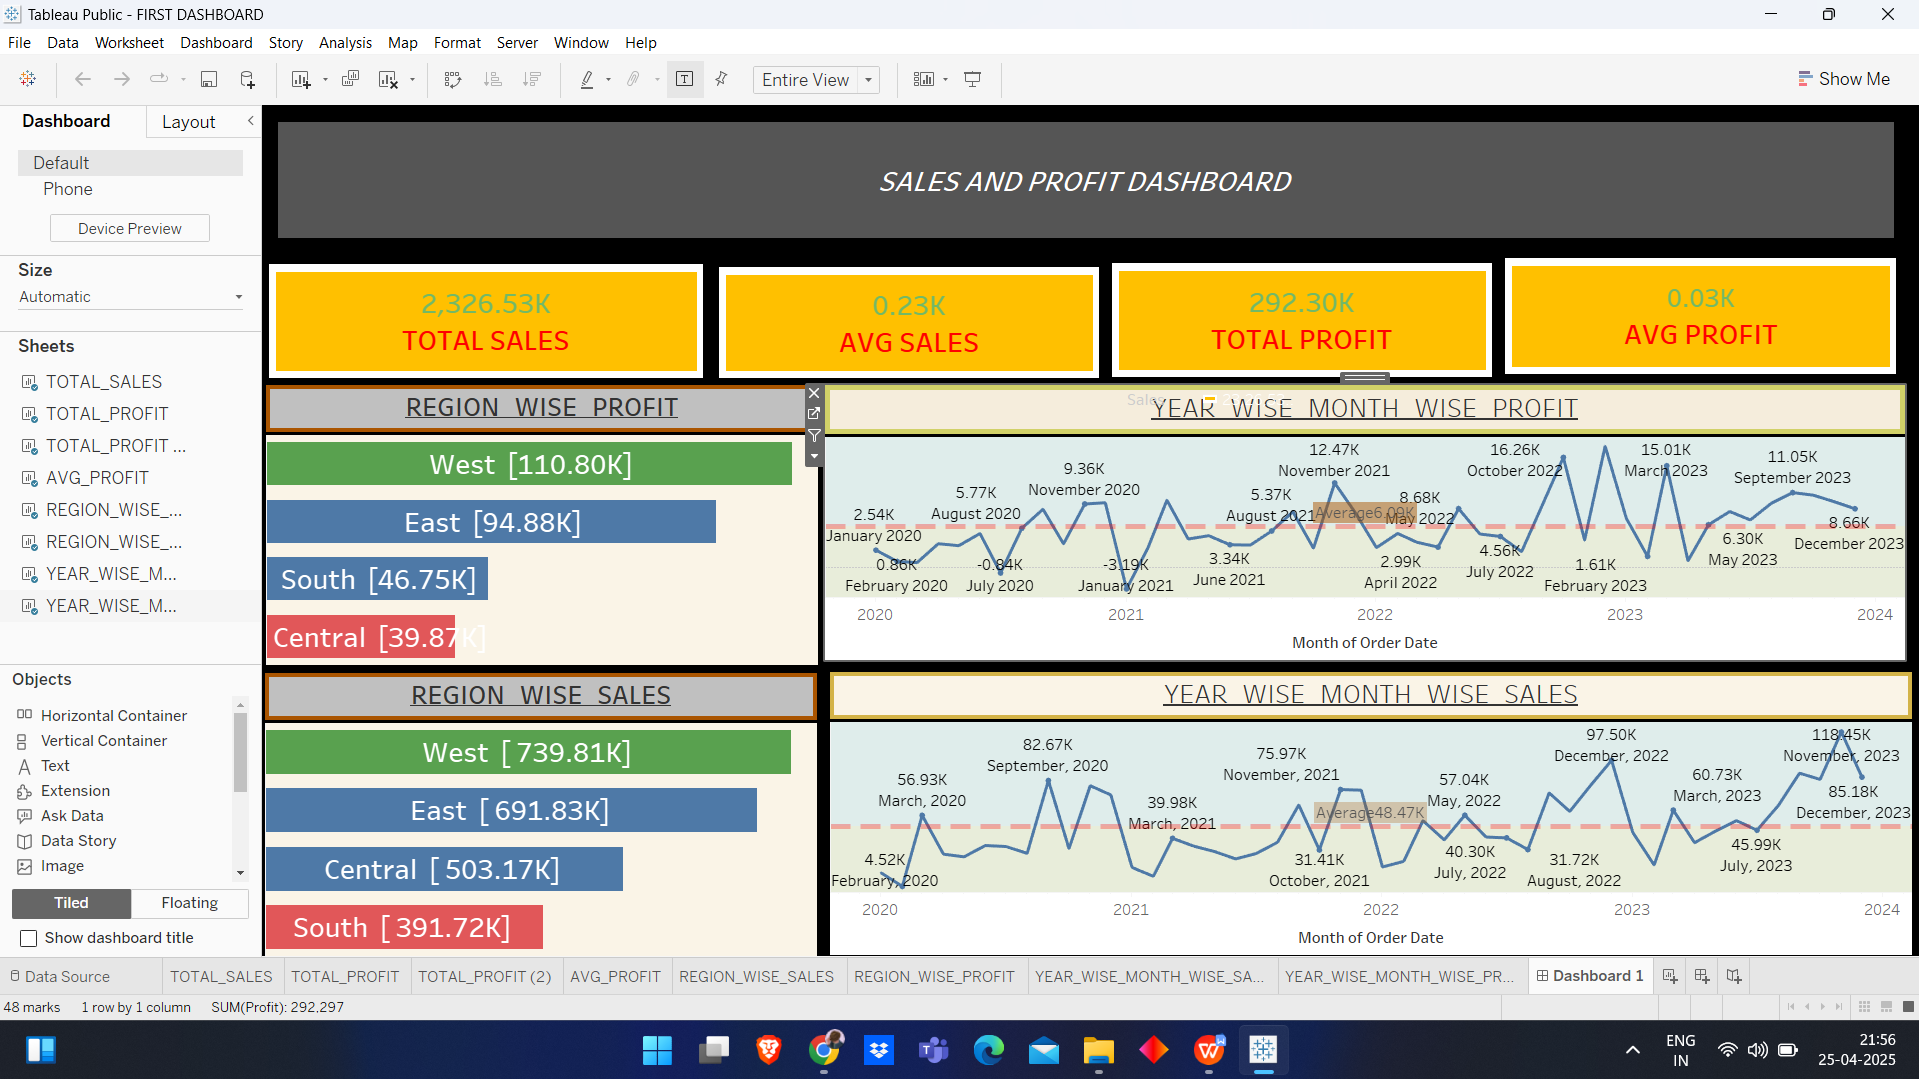 Tableau Public - FIRST DASHBOARD
File Data Worksheet Dashboard Story Analysis Map Format Server Window Help
Entire View
Show Me
Dashboard
Layout
Default
Phone
Device Preview
Size
Automatic
Sheets
TOTAL_SALES
TOTAL_PROFIT
TOTAL_PROFIT ...
AVG_PROFIT
REGION_WISE_...
REGION_WISE_...
YEAR_WISE_M...
YEAR_WISE_M...
Objects
Horizontal Container
Vertical Container
Text
Extension
Ask Data
Data Story
Image
Tiled
Floating
Show dashboard title
SALES AND PROFIT DASHBOARD
2,326.53K
TOTAL SALES
0.23K
AVG SALES
292.30K
TOTAL PROFIT
0.03K
AVG PROFIT
REGION WISE PROFIT
West [110.80K]
East [94.88K]
South [46.75K]
Central [39.87K]
Sales
YEAR WISE MONTH WISE PROFIT
2.54K
January 2020
0.86K
February 2020
5.77K
August 2020
-0.84K
July 2020
9.36K
November 2020
-3.19K
January 2021
3.34K
June 2021
5.37K
August 2021
12.47K
November 2021
Average6.09K
2.99K
April 2022
8.68K
May 2022
4.56K
July 2022
16.26K
October 2022
1.61K
February 2023
15.01K
March 2023
6.30K
May 2023
11.05K
September 2023
8.66K
December 2023
2020 2021 2022 2023 2024
Month of Order Date
REGION WISE SALES
West [ 739.81K]
East [ 691.83K]
Central [ 503.17K]
South [ 391.72K]
YEAR WISE MONTH WISE SALES
4.52K
February, 2020
56.93K
March, 2020
82.67K
September, 2020
39.98K
March, 2021
75.97K
November, 2021
31.41K
October, 2021
Average48.47K
57.04K
May, 2022
40.30K
July, 2022
31.72K
August, 2022
97.50K
December, 2022
60.73K
March, 2023
45.99K
July, 2023
118.45K
November, 2023
85.18K
December, 2023
2020 2021 2022 2023 2024
Month of Order Date
Data Source TOTAL_SALES TOTAL_PROFIT TOTAL_PROFIT (2) AVG_PROFIT REGION_WISE_SALES REGION_WISE_PROFIT YEAR_WISE_MONTH_WISE_SA... YEAR_WISE_MONTH_WISE_PR... Dashboard 1
48 marks 1 row by 1 column SUM(Profit): 292,297
ENG
IN
21:56
25-04-2025